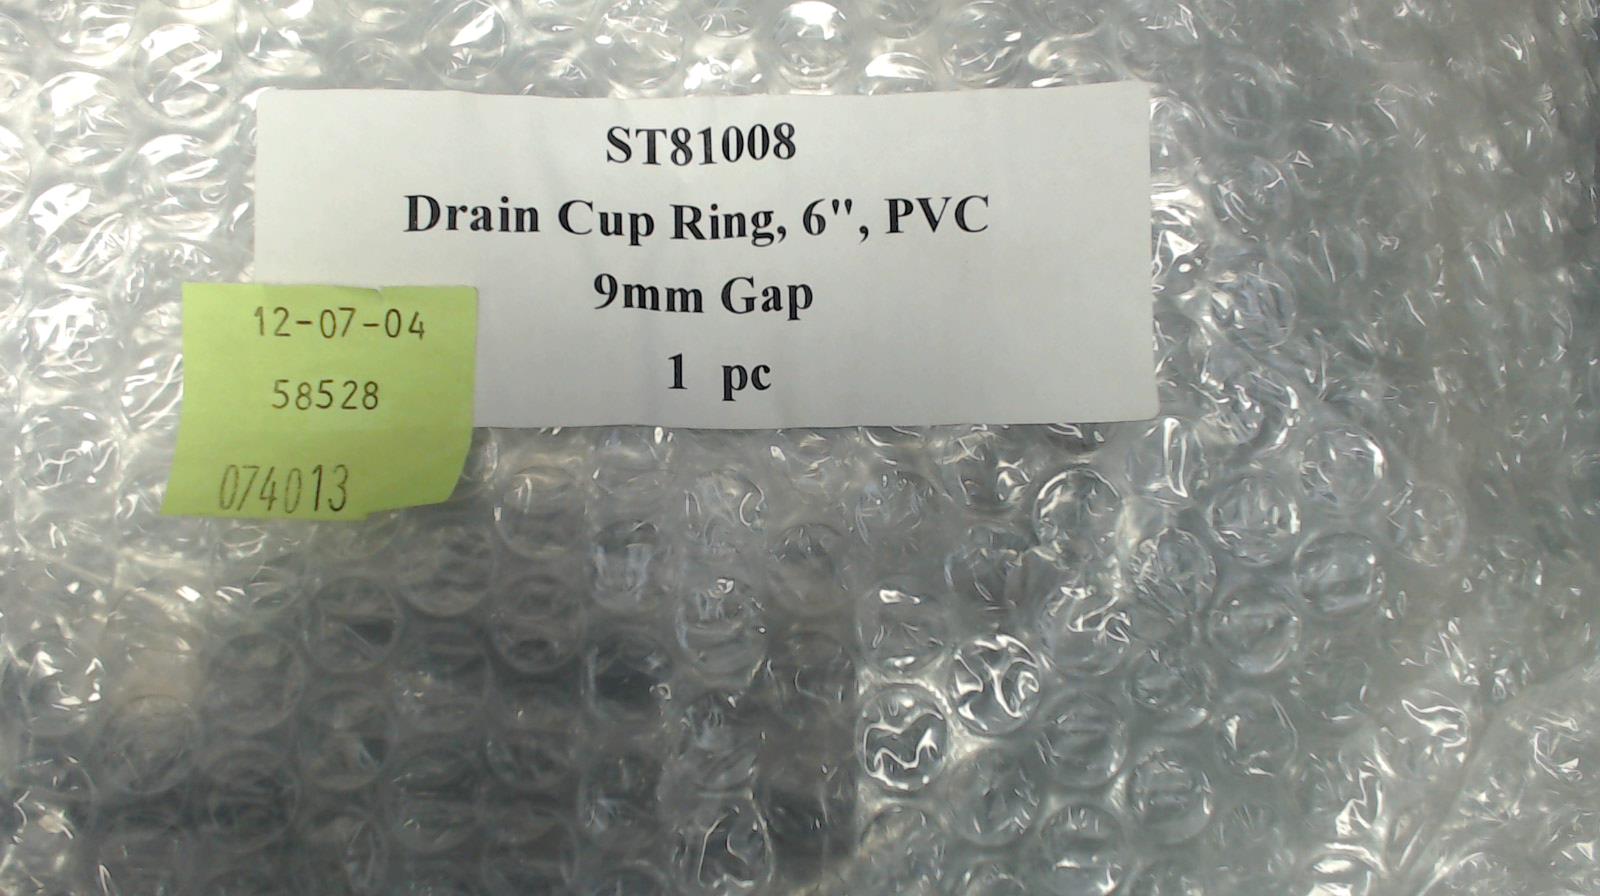 ST81008
Drain Cup Ring, 6", PVC
9mm Gap
1 pc
12-07-04
58528
074013